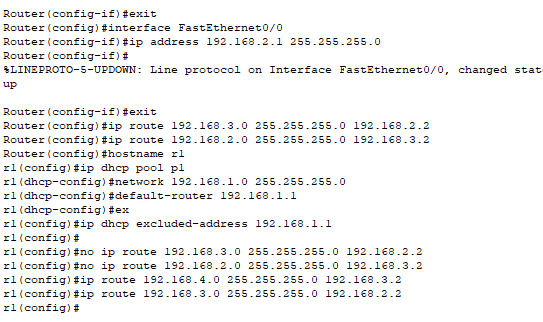 Router(config-if)#exit
Router(config)#interface FastEthernet0/0
Router(config-if)#ip address 192.168.2.1 255.255.255.0
Router(config-if)#
%LINEPROTO-5-UPDOWN: Line protocol on Interface FastEthernet0/0, changed stat
up
Router(config-if)#exit
Router(config)#ip route 192.168.3.0 255.255.255.0 192.168.2.2
Router(config)#ip route 192.168.2.0 255.255.255.0 192.168.3.2
Router(config)#hostname r1
r1(config)#ip dhcp pool p1
r1(dhcp-config)#network 192.168.1.0 255.255.255.0
r1(dhcp-config)#default-router 192.168.1.1
r1(dhcp-config)#ex
r1(config)#ip dhcp excluded-address 192.168.1.1
r1(config)#
r1(config)#no ip route 192.168.3.0 255.255.255.0 192.168.2.2
r1(config)#no ip route 192.168.2.0 255.255.255.0 192.168.3.2
r1(config)#ip route 192.168.4.0 255.255.255.0 192.168.3.2
r1(config)#ip route 192.168.3.0 255.255.255.0 192.168.2.2
r1(config)#